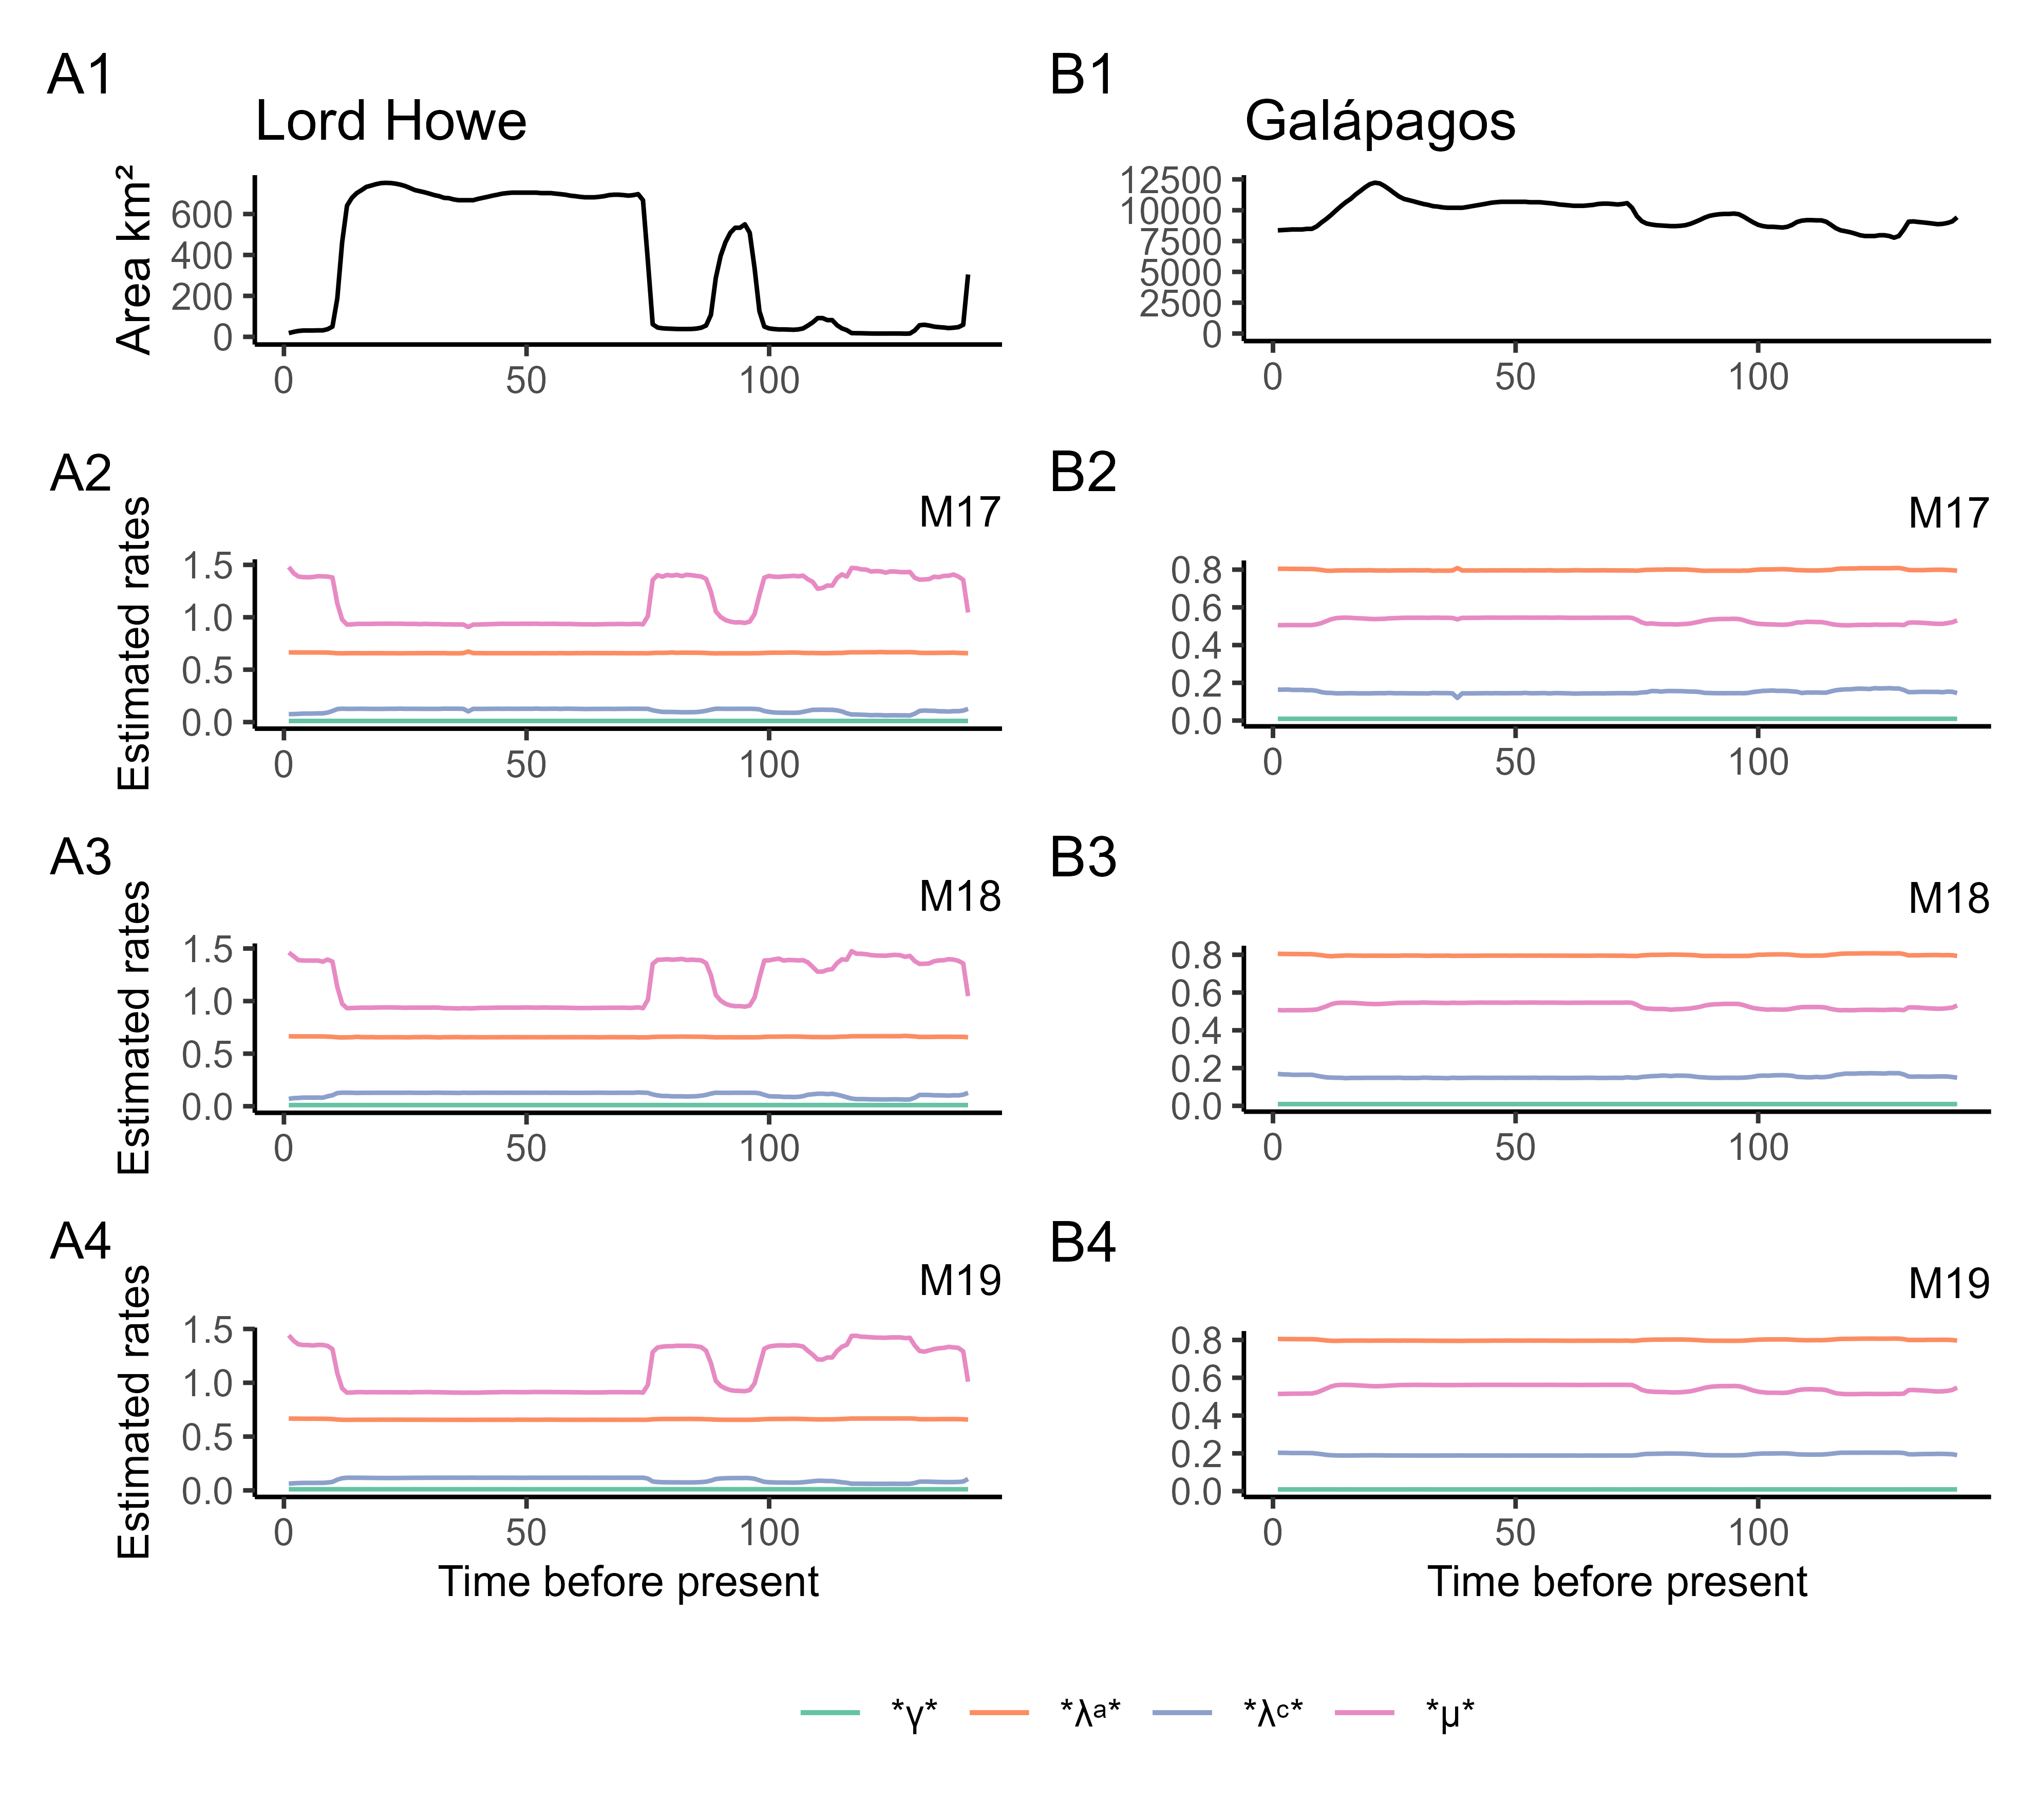 A1
Lord Howe
Area km²
600
400
200
0
0 50 100
B1
Galápagos
12500
10000
7500
5000
2500
0
0 50 100
A2
M17
Estimated rates
1.5
1.0
0.5
0.0
0 50 100
B2
M17
0.8
0.6
0.4
0.2
0.0
0 50 100
A3
M18
Estimated rates
1.5
1.0
0.5
0.0
0 50 100
B3
M18
0.8
0.6
0.4
0.2
0.0
0 50 100
A4
M19
Estimated rates
1.5
1.0
0.5
0.0
0 50 100
Time before present
B4
M19
0.8
0.6
0.4
0.2
0.0
0 50 100
Time before present
*γ* *λᵃ* *λᶜ* *μ*